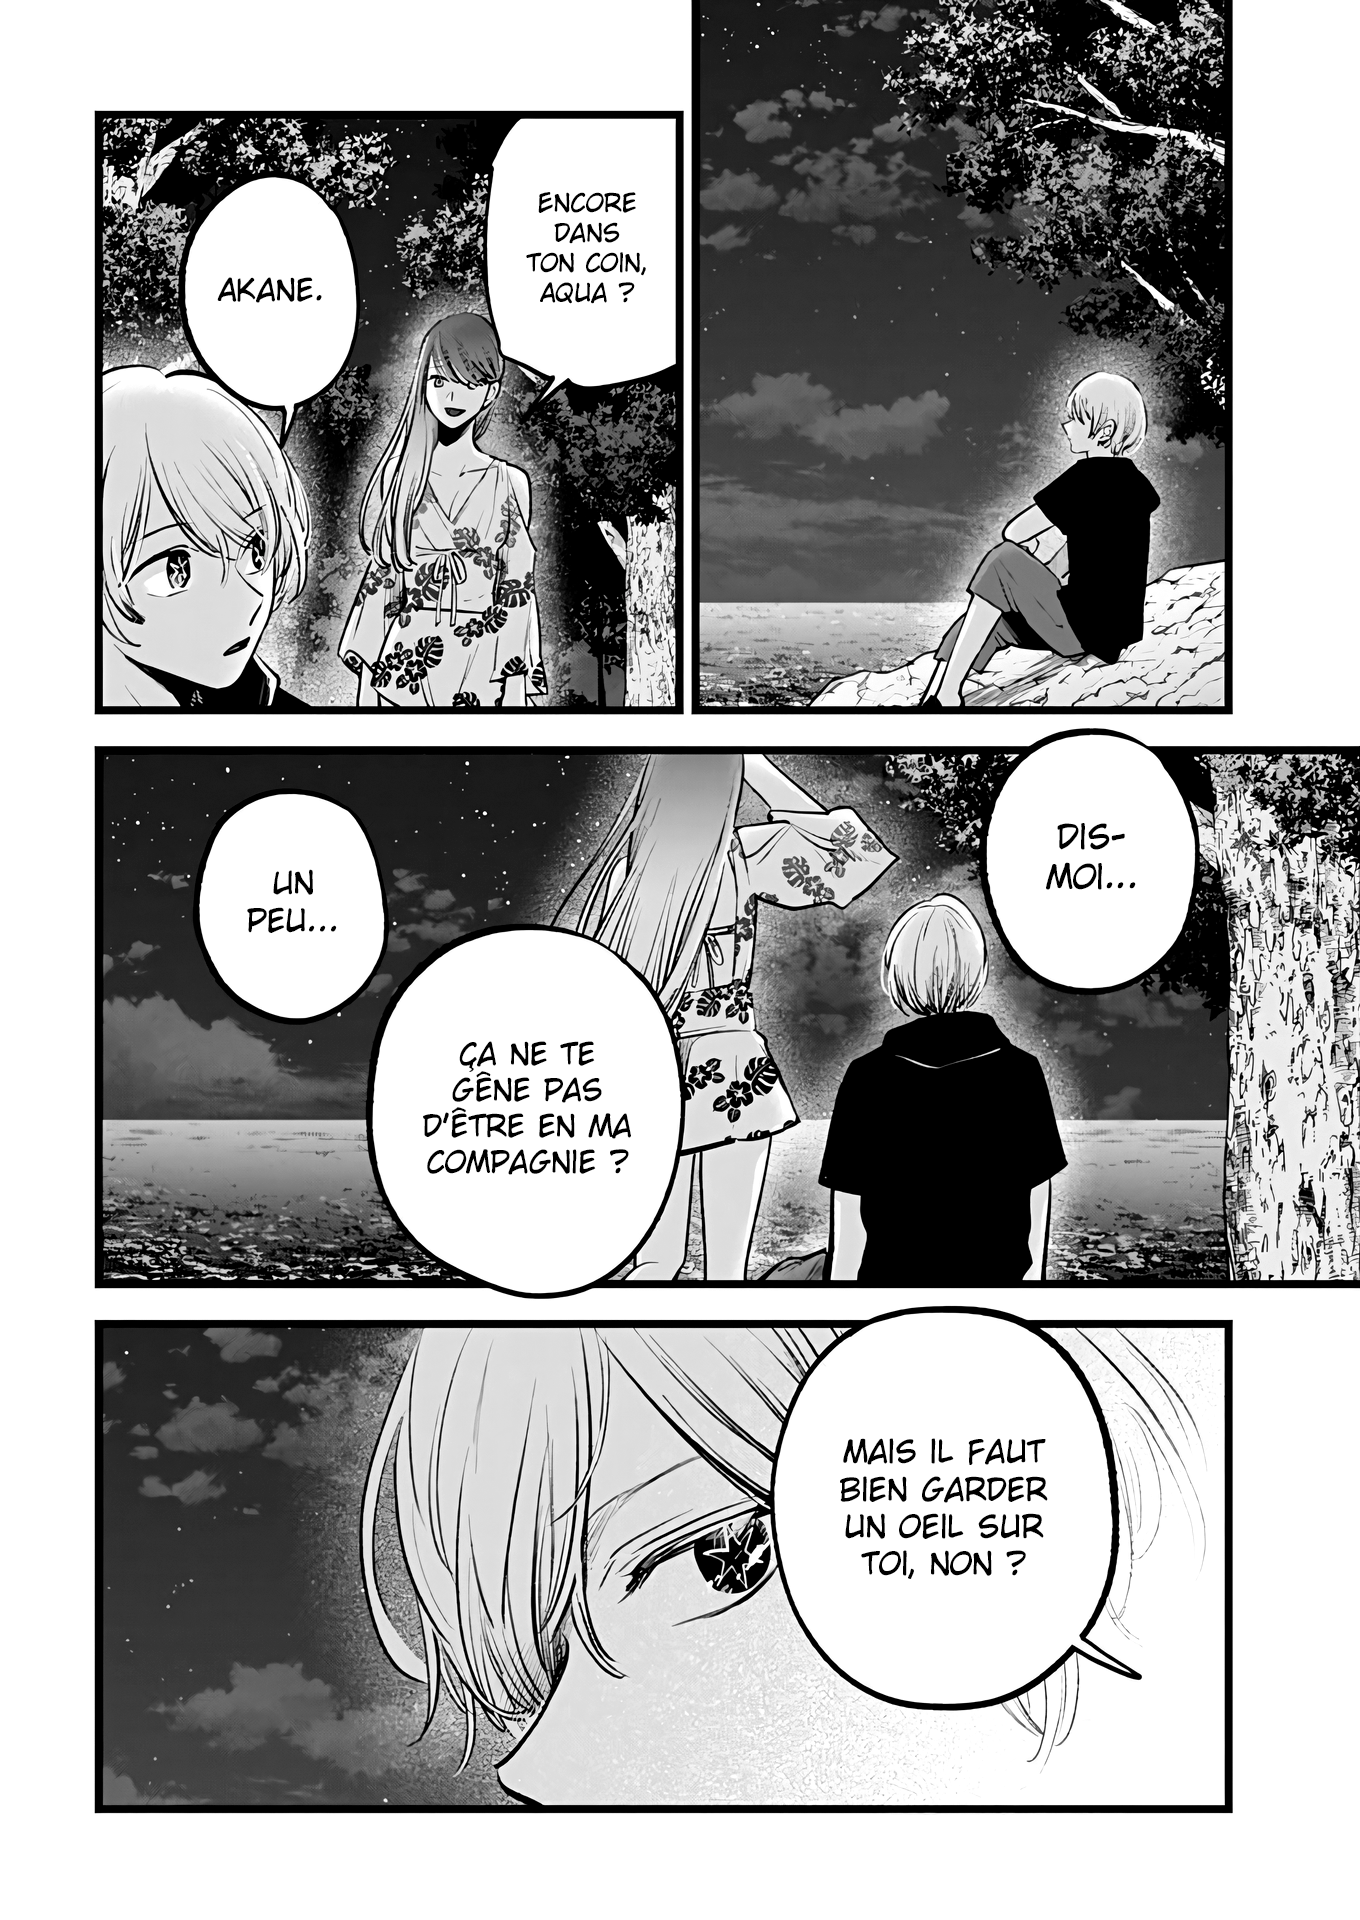 ENCORE
DANS
TON COIN,
AQUA ?
AKANE.
DIS-
MOI...
ÇA NE TE
GÊNE PAS
D'ÊTRE EN MA
COMPAGNIE ?
UN
PEU...
MAIS IL FAUT
BIEN GARDER
UN OEIL SUR
TOI, NON ?